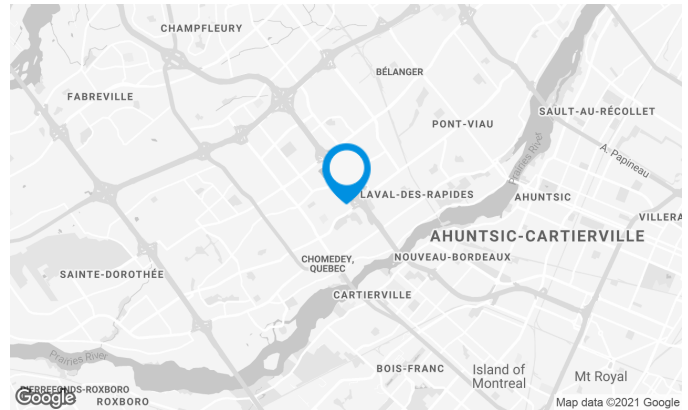 CHAMPFLEURY
BÉLANGER
FABREVILLE
SAULT-AU-RÉCOLLET
PONT-VIAU
A. Papineau
Prairies River
LAVAL-DES-RAPIDES
AHUNTSIC
VILLERA
AHUNTSIC-CARTIERVILLE
NOUVEAU-BORDEAUX
CHOMEDEY,
QUEBEC
SAINTE-DOROTHÉE
CARTIERVILLE
Prairies River
BOIS-FRANC
Island of
Montreal
Mt Royal
PIERREFONDS-ROXBORO
Google
ROXBORO
Map data ©2021 Google